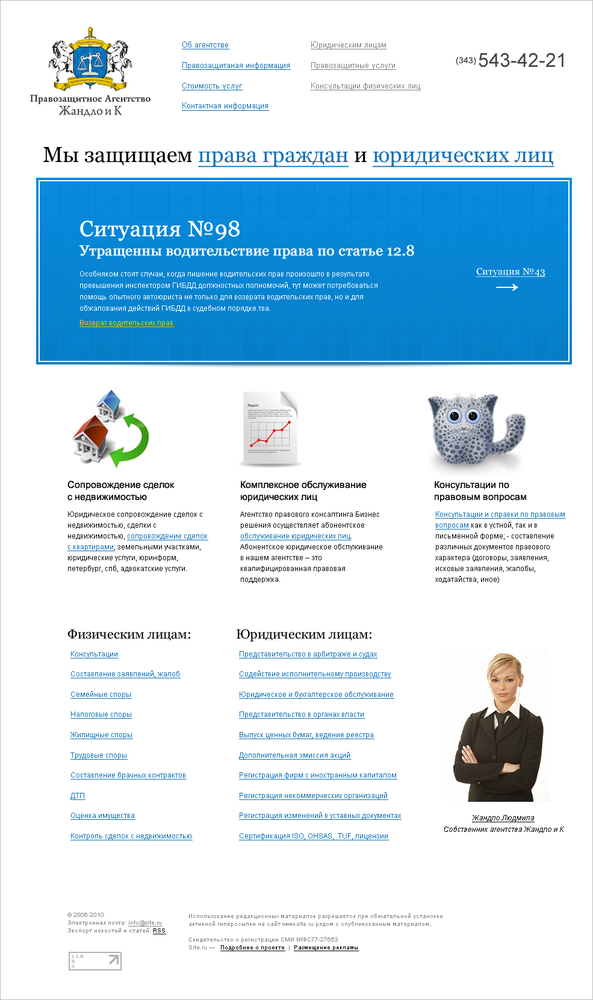 Правозащитное Агентство
Жандло и К
Об агентстве
Правозащитаная информация
Стоимость услуг
Контактная информация
Юридическим лицам
Правозащитные услуги
Консультации физических лиц
(343) 543-42-21
Мы защищаем права граждан и юридических лиц
Ситуация №98
Утращенны водительствие права по статье 12.8
Особняком стоят случаи, когда лишение водительских прав произошло в результате
превышения инспектором ГИБДД должностных полномочий, тут может потребоваться
помощь опытного автоюриста не только для возврата водительских прав, но и для
обжалования действий ГИБДД в судебном порядке.тва.
Возврат водительских прав
Ситуация №43
Report
Сопровождение сделок
с недвижимостью
Юридическое сопровождение сделок с
недвижимостью, сделки с
недвижимостью, сопровождение сделок
с квартирами, земельными участками,
юридические услуги, юринформ,
петербург, спб, адвокатские услуги.
Комплексное обслуживание
юридических лиц
Агентство правового консалтинга Бизнес
решения осуществляет абонентское
обслуживание юридических лиц.
Абонентское юридическое обслуживание
в нашем агентстве – это
квалифицированная правовая
поддержка.
Консультации по
правовым вопросам
Консультации и справки по правовым
вопросам как в устной, так и в
письменной форме; - составление
различных документов правового
характера (договоры, заявления,
исковые заявления, жалобы,
ходатайства, иное)
Физическим лицам:
Консультации
Составление заявлений, жалоб
Семейные споры
Налоговые споры
Жилищные споры
Трудовые споры
Составление брачных контрактов
ДТП
Оценка имущества
Контроль сделок с недвижимостью
Юридическим лицам:
Представительство в арбитраже и судах
Содействие исполнительному производству
Юридическое и бухгалтерское обслуживание
Представительство в органах власти
Выпуск ценных бумаг, ведение реестра
Дополнительная эмиссия акций
Регистрация фирм с иностранным капиталом
Регистрация некоммерческих организаций
Регистрация изменений в уставных документах
Сертификация ISO, OHSAS, TUF, лицензии
Жандло Людмила
Собственник агентства Жандло и К
© 2006-2010
Электронная почта: info@site.ru
Экспорт новостей и статей: RSS
Использование редакционных материалов разрешается при обязательной установке
активной гиперссылки на сайт www.site.ru рядом с опубликованным материалом,
Свидетельство о регистрации СМИ №ФС77-27653
Site.ru — Подробнее о проекте | Размещение рекламы